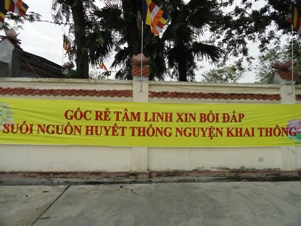 GỐC RỄ TÂM LINH XIN BỒI ĐẮP
SUỐI NGUỒN HUYẾT THỐNG NGUYỆN KHAI THÔNG